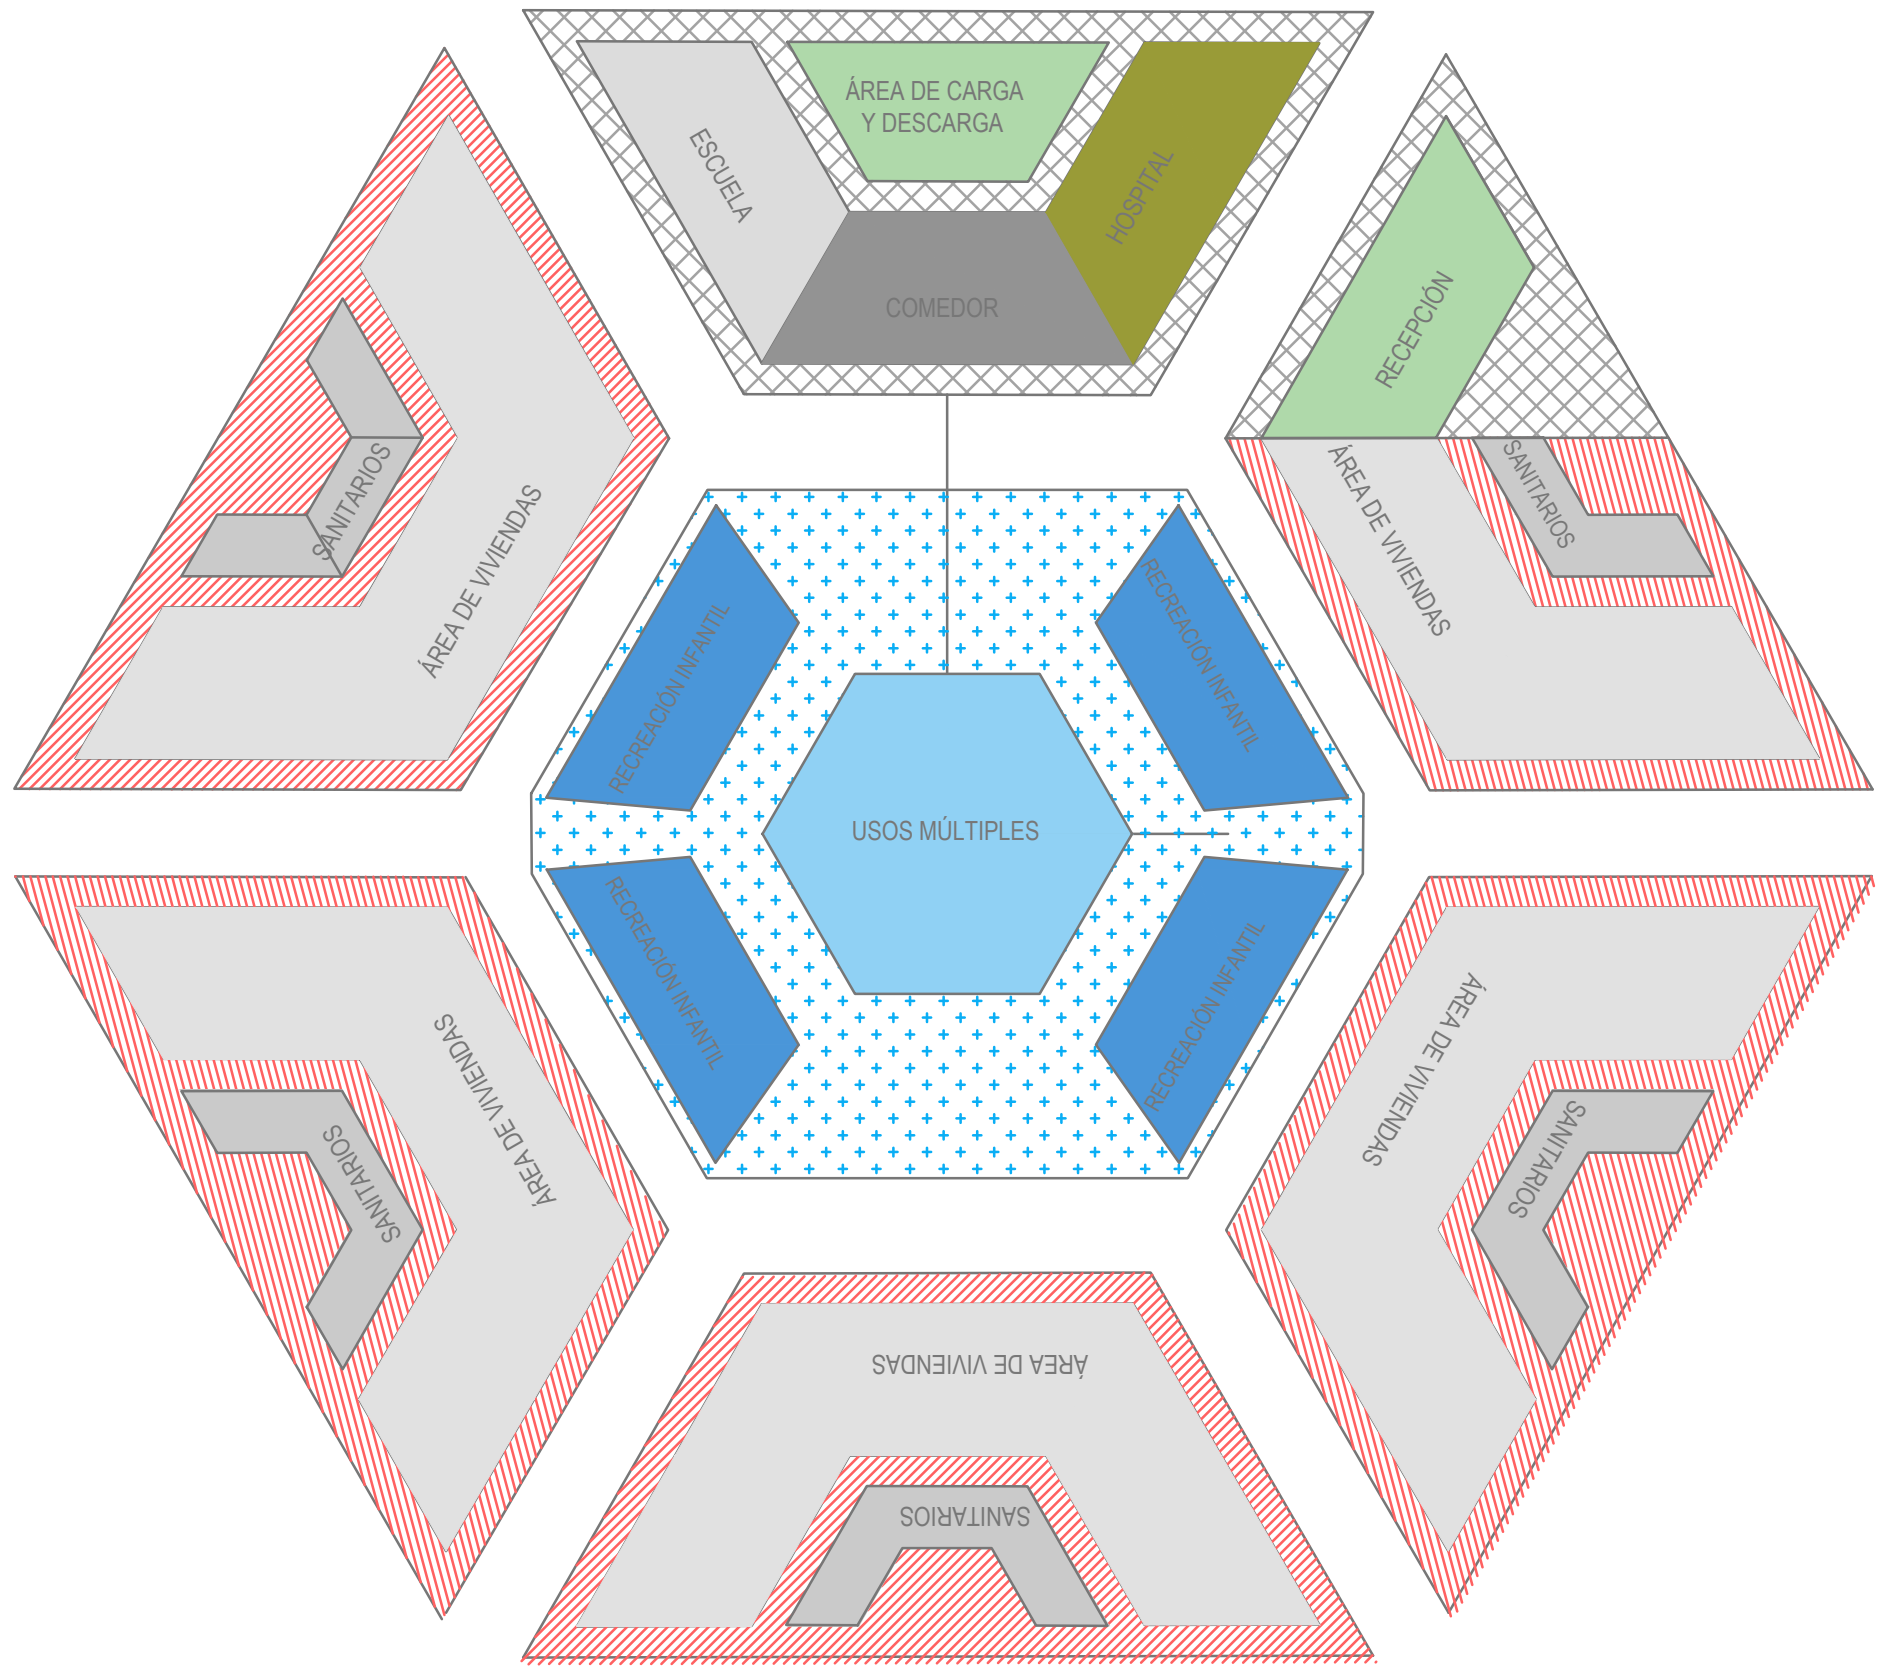 ÁREA DE CARGA
Y DESCARGA
ESCUELA
HOSPITAL
COMEDOR
RECEPCIÓN
SANITARIOS
ÁREA DE VIVIENDAS
SANITARIOS
ÁREA DE VIVIENDAS
RECREACIÓN INFANTIL
RECREACIÓN INFANTIL
USOS MÚLTIPLES
RECREACIÓN INFANTIL
RECREACIÓN INFANTIL
ÁREA DE VIVIENDAS
SANITARIOS
ÁREA DE VIVIENDAS
SANITARIOS
ÁREA DE VIVIENDAS
SANITARIOS